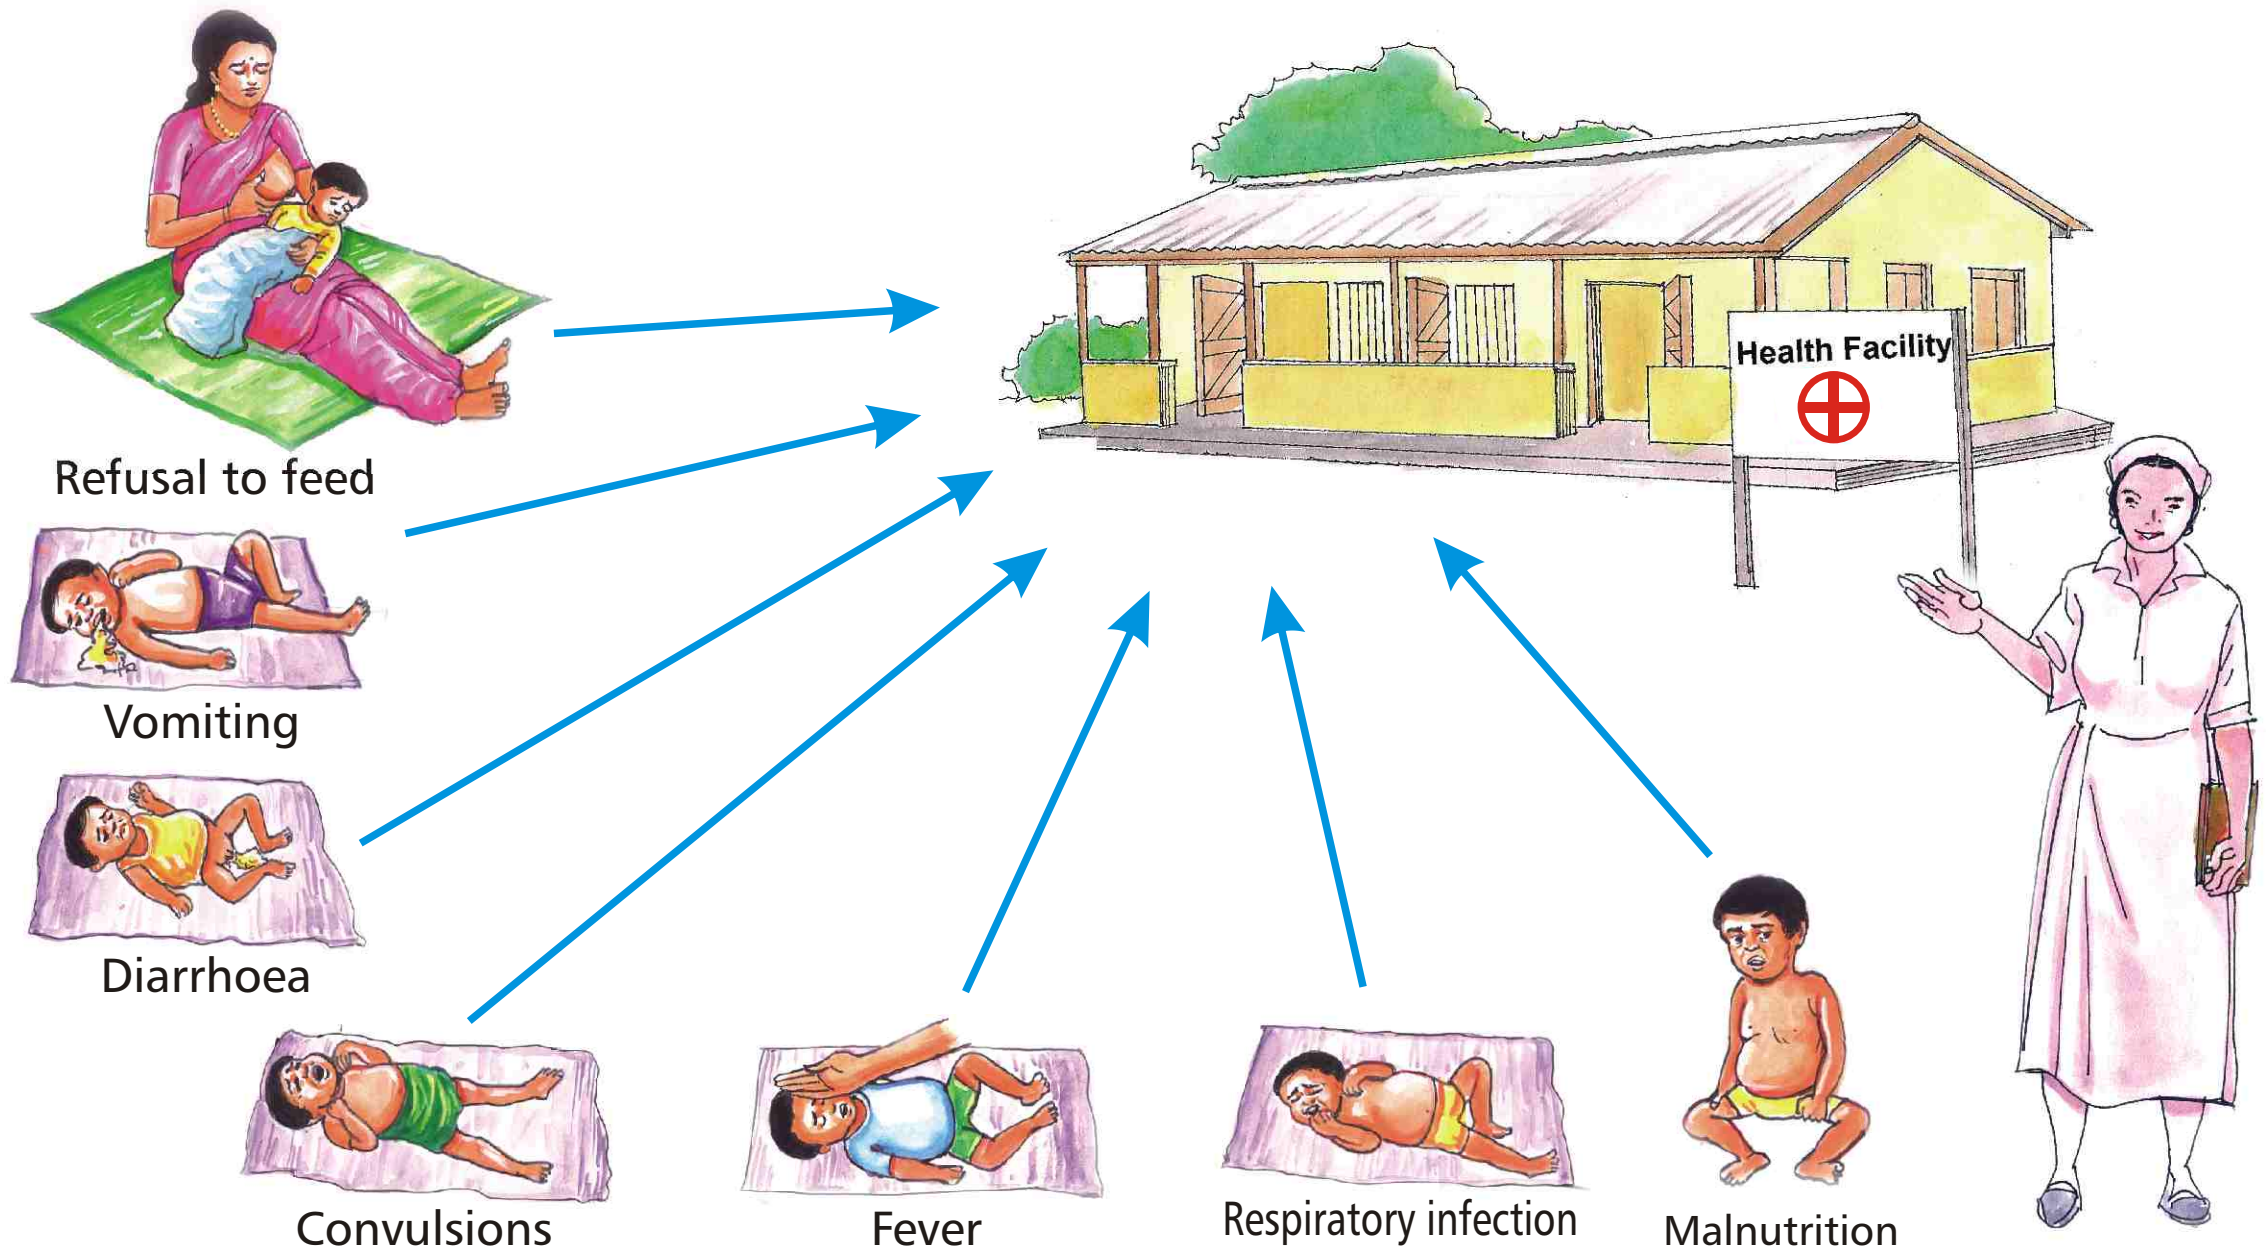 Health Facility
Refusal to feed
Vomiting
Diarrhoea
Convulsions
Fever
Respiratory infection
Malnutrition